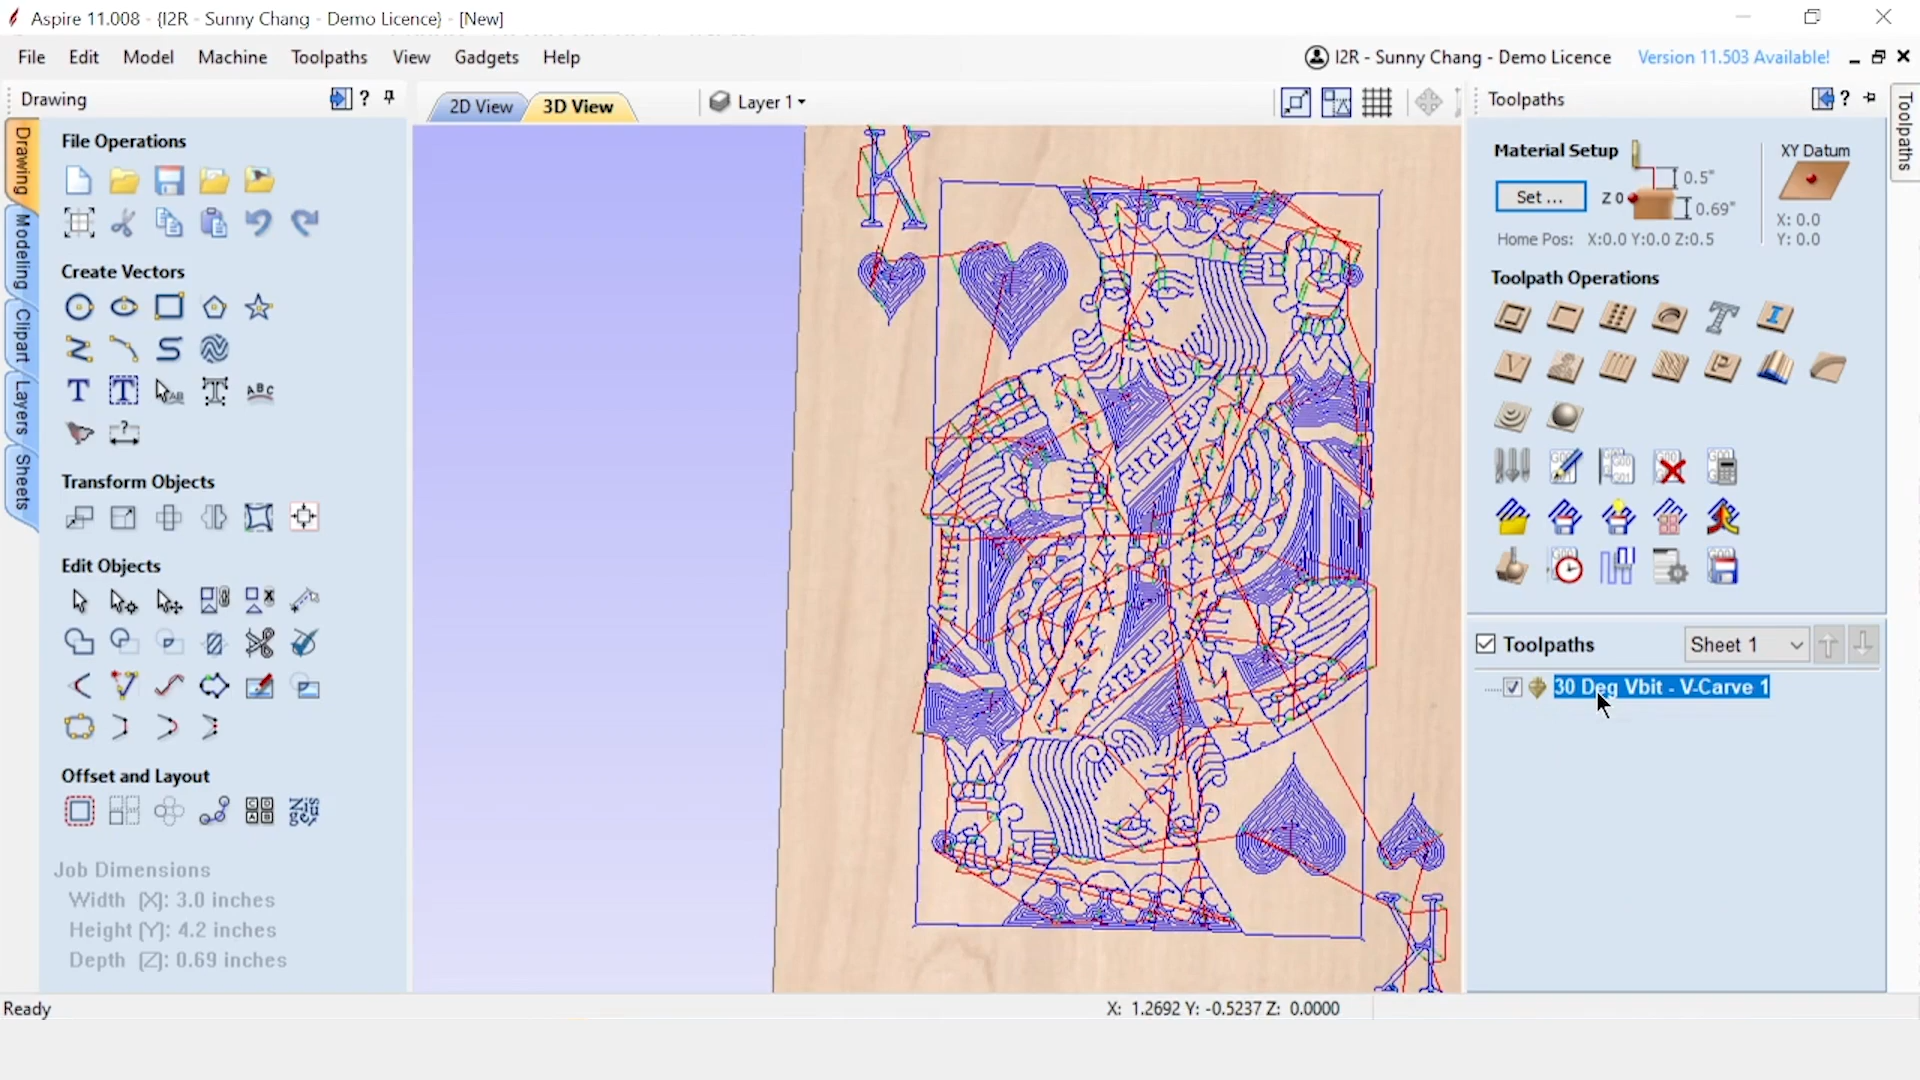 Aspire 11.008 - {I2R - Sunny Chang - Demo Licence} - [New]
File Edit Model Machine Toolpaths View Gadgets Help
I2R - Sunny Chang - Demo Licence
Version 11.503 Available!
Drawing
2D View
3D View
Layer 1
Toolpaths
Toolpaths
Drawing
Modeling
Clipart
Layers
Sheets
File Operations
Create Vectors
Transform Objects
Edit Objects
Offset and Layout
Job Dimensions
Width (X): 3.0 inches
Height (Y): 4.2 inches
Depth (Z): 0.69 inches
K
K
Material Setup
Set ...
Z 0
0.5"
0.69"
Home Pos: X:0.0 Y:0.0 Z:0.5
XY Datum
X: 0.0
Y: 0.0
Toolpath Operations
Toolpaths
Sheet 1
30 Deg Vbit - V-Carve 1
Ready
X: 1.2692 Y: -0.5237 Z: 0.0000